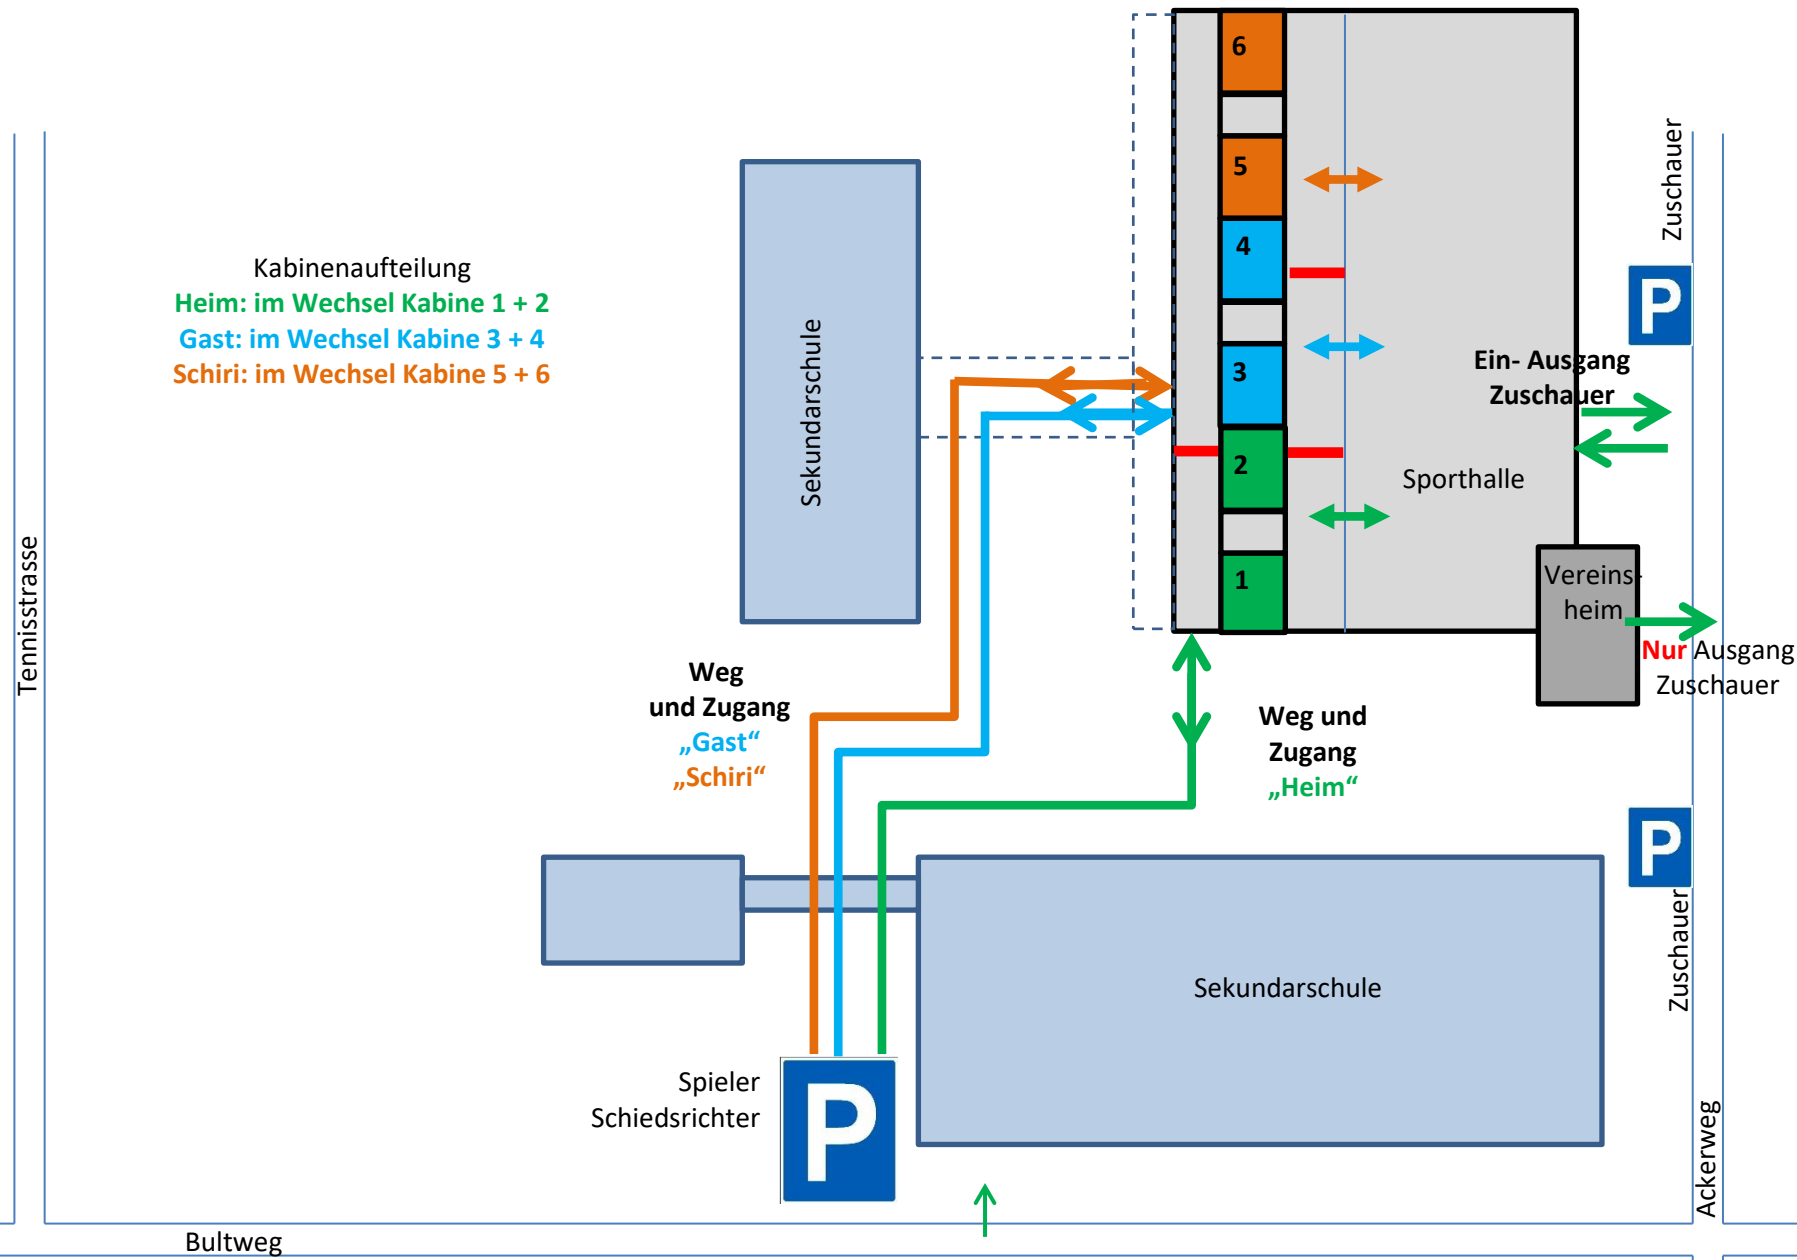 Kabinenaufteilung
Heim: im Wechsel Kabine 1 + 2
Gast: im Wechsel Kabine 3 + 4
Schiri: im Wechsel Kabine 5 + 6
Tennisstrasse
Sekundarschule
6
5
4
3
2
1
Sporthalle
Ein- Ausgang
Zuschauer
Zuschauer
P
Vereins-
heim
Nur Ausgang
Zuschauer
Weg
und Zugang
„Gast“
„Schiri“
Weg und
Zugang
„Heim“
P
Zuschauer
Sekundarschule
Spieler
Schiedsrichter
P
Ackerweg
Bultweg